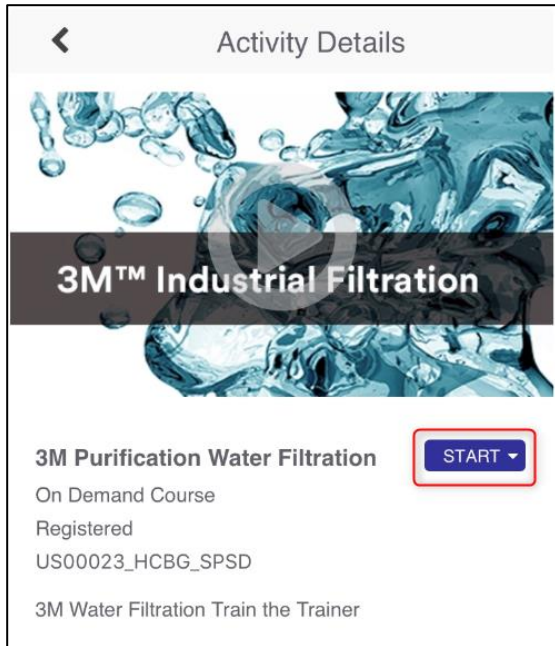 Activity Details
3M™ Industrial Filtration
3M Purification Water Filtration
START
On Demand Course
Registered
US00023_HCBG_SPSD
3M Water Filtration Train the Trainer